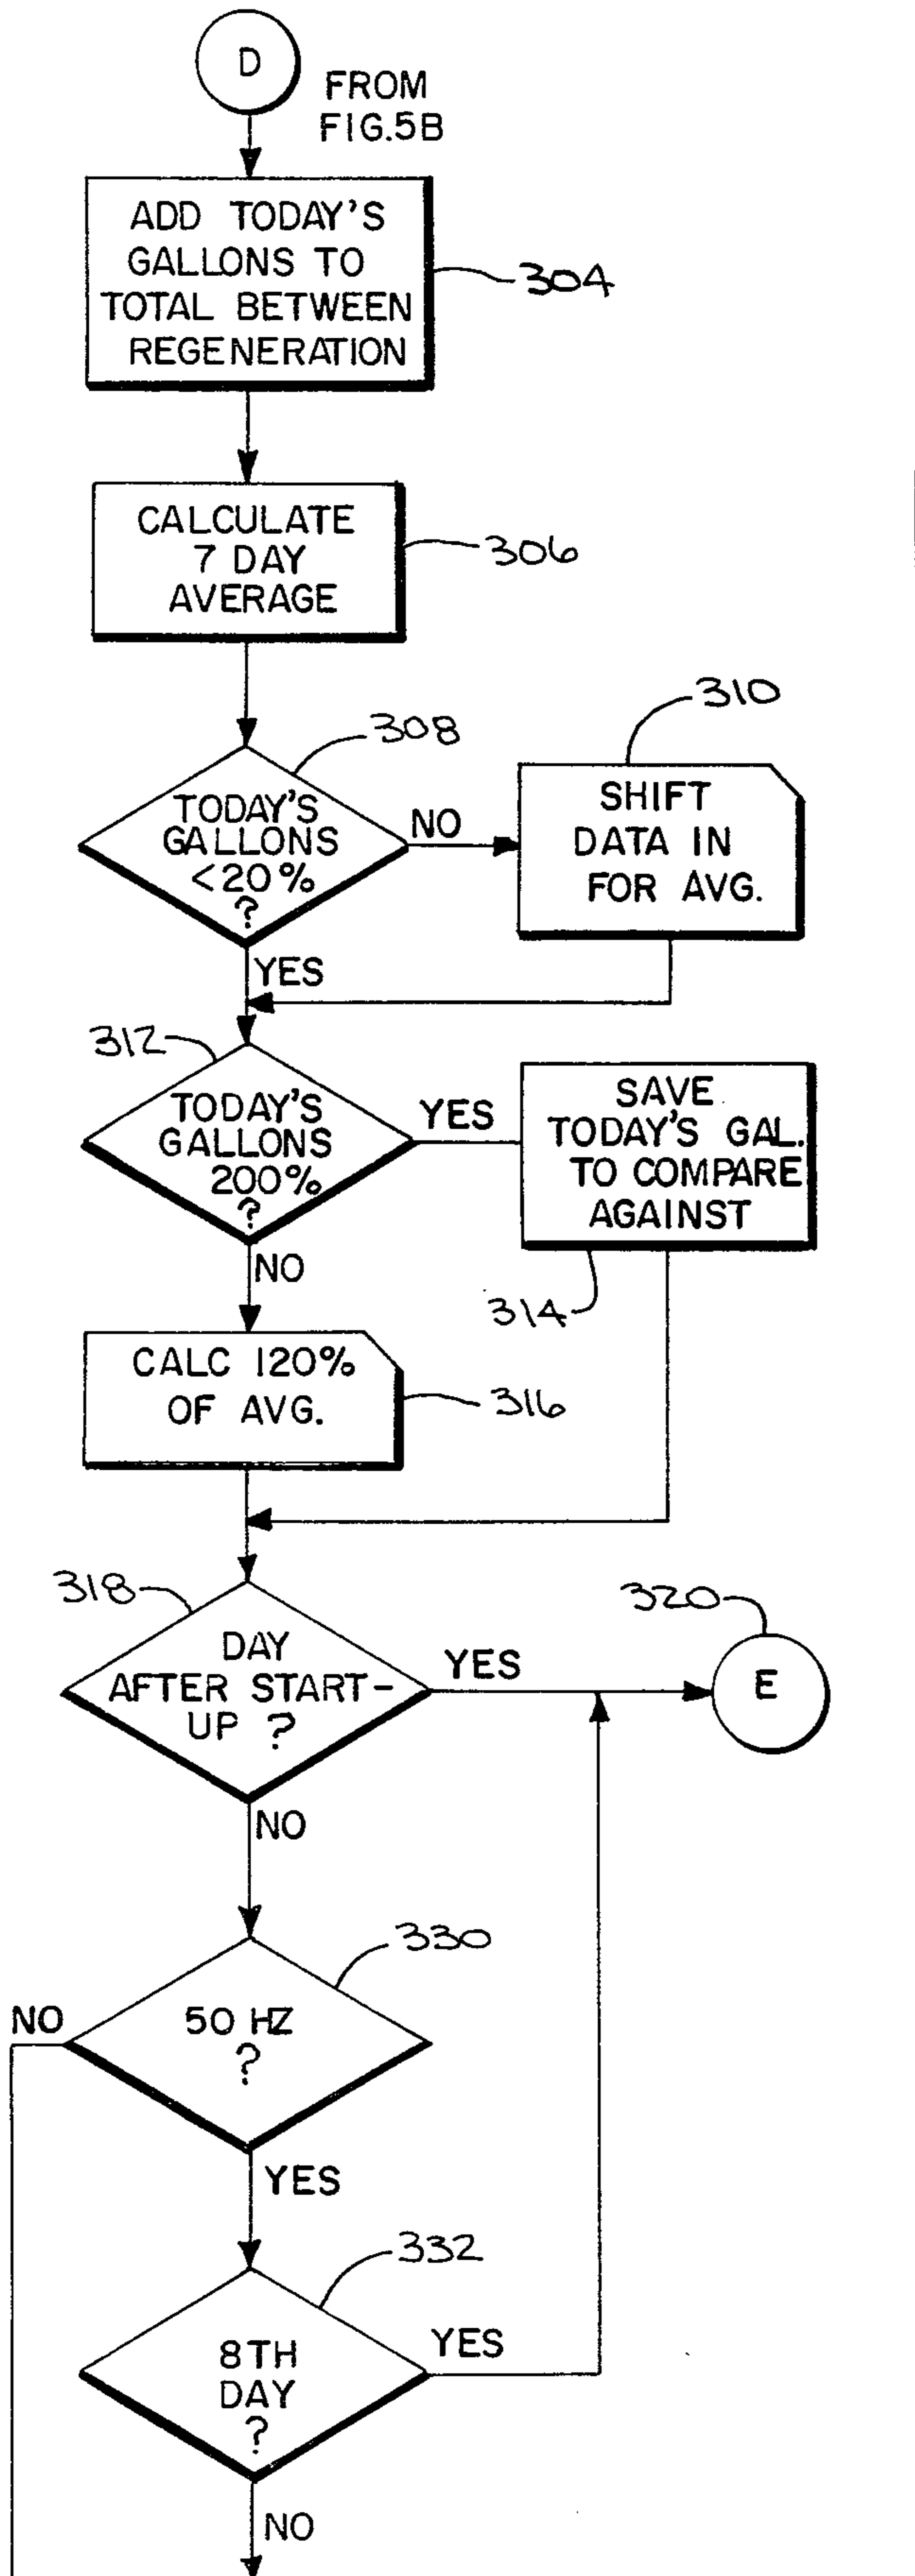 D
FROM
FIG.5B
ADD TODAY'S
GALLONS TO
TOTAL BETWEEN
REGENERATION
304
CALCULATE
7 DAY
AVERAGE
306
308
TODAY'S
GALLONS
<20%
?
NO
310
SHIFT
DATA IN
FOR AVG.
YES
312
TODAY'S
GALLONS
200%
?
YES
SAVE
TODAY'S GAL.
TO COMPARE
AGAINST
314
NO
CALC 120%
OF AVG.
316
318
DAY
AFTER START-
UP ?
YES
320
E
NO
330
50 HZ
?
NO
YES
332
8TH
DAY
?
YES
NO